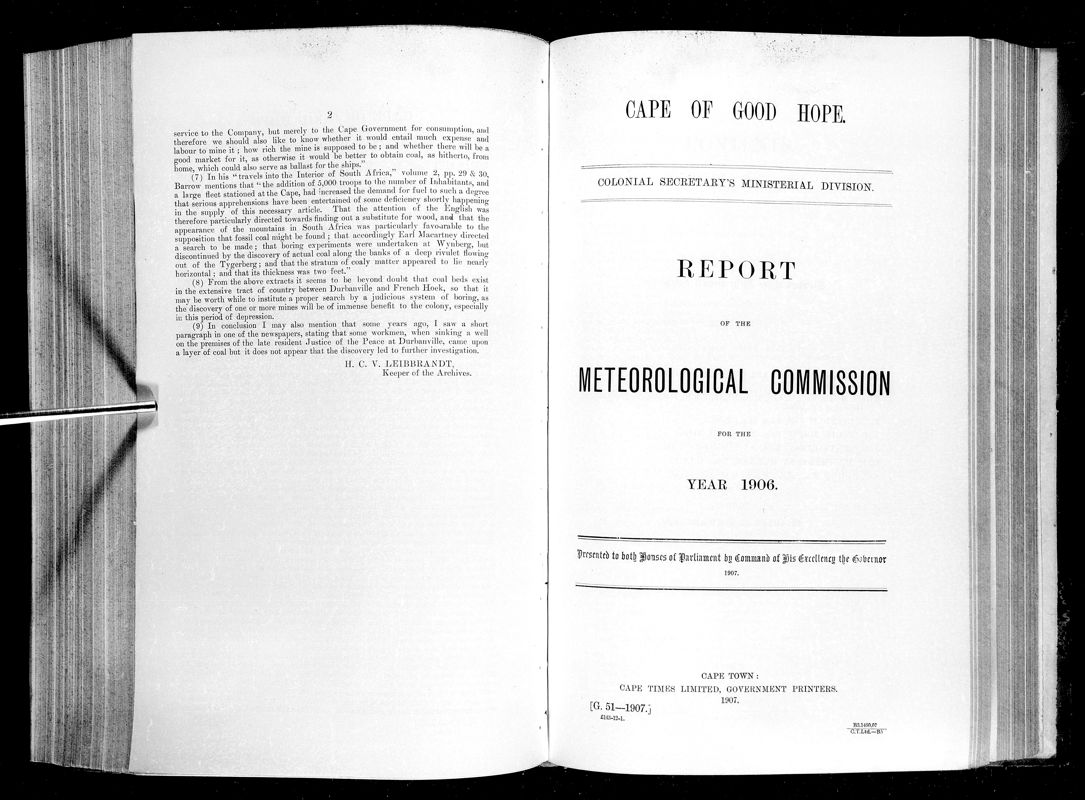 2
service to the Company, but merely to the Cape Government for consumption, and
therefore we should also like to know whether it would entail much expense and
labour to mine it; how rich the mine is supposed to be; and whether there will be a
good market for it, as otherwise it would be better to obtain coal, as hitherto, from
home, which could also serve as ballast for the ships."
(7) In his "travels into the Interior of South Africa," volume 2, pp. 29 & 30,
Barrow mentions that "the addition of 5,000 troops to the number of Inhabitants, and
a large fleet stationed at the Cape, had increased the demand for fuel to such a degree
that serious apprehensions have been entertained of some deficiency shortly happening
in the supply of this necessary article. That the attention of the English was
therefore particularly directed towards finding out a substitute for wood, and that the
appearance of the mountains in South Africa was particularly favorable to the
supposition that fossil coal might be found; that accordingly Earl Macartney directed
a search to be made; that boring experiments were undertaken at Wynberg, but
discontinued by the discovery of actual coal along the banks of a deep rivulet flowing
out of the Tygerberg; and that the stratum of coaly matter appeared to lie nearly
horizontal; and that its thickness was two feet."
(8) From the above extracts it seems to be beyond doubt that coal beds exist
in the extensive tract of country between Durbanville and French Hoek, so that it
may be worth while to institute a proper search by a judicious system of boring, as
the discovery of one or more mines will be of immense benefit to the colony, especially
in this period of depression.
(9) In conclusion I may also mention that some years ago, I saw a short
paragraph in one of the newspapers, stating that some workmen, when sinking a well
on the premises of the late resident Justice of the Peace at Durbanville, came upon
a layer of coal but it does not appear that the discovery led to further investigation.
H. C. V. LEIBBRANDT,
Keeper of the Archives.
CAPE OF GOOD HOPE.
COLONIAL SECRETARY'S MINISTERIAL DIVISION.
REPORT
OF THE
METEOROLOGICAL COMMISSION
FOR THE
YEAR 1906.
Presented to both Houses of Parliament by Command of His Excellency the Governor
1907.
CAPE TOWN:
CAPE TIMES LIMITED, GOVERNMENT PRINTERS.
1907.
[G. 51—1907.]
C.T.Ltd.—B5